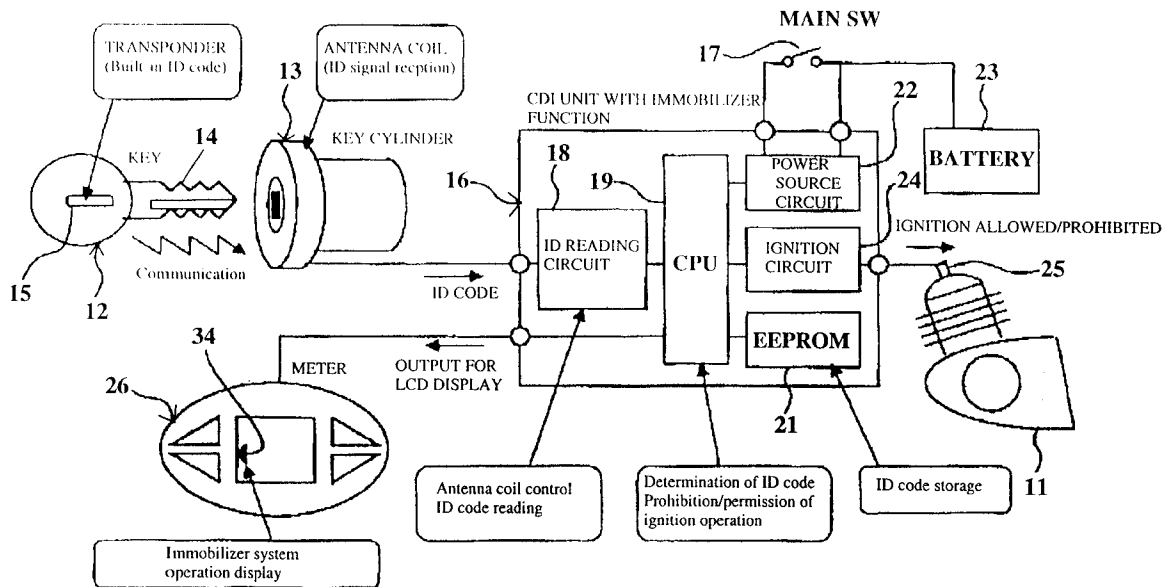 MAIN SW
17
TRANSPONDER
(Built-in ID code)
ANTENNA COIL
(ID signal reception)
13
23
CDI UNIT WITH IMMOBILIZER
FUNCTION
22
KEY
14
KEY CYLINDER
18
19
16
POWER
SOURCE
CIRCUIT
BATTERY
24
IGNITION ALLOWED/PROHIBITED
ID READING
CIRCUIT
CPU
IGNITION
CIRCUIT
25
15
12
Communication
ID CODE
EEPROM
34
OUTPUT FOR
LCD DISPLAY
METER
26
21
11
Antenna coil control
ID code reading
Determination of ID code
Prohibition/permission of
ignition operation
ID code storage
Immobilizer system
operation display